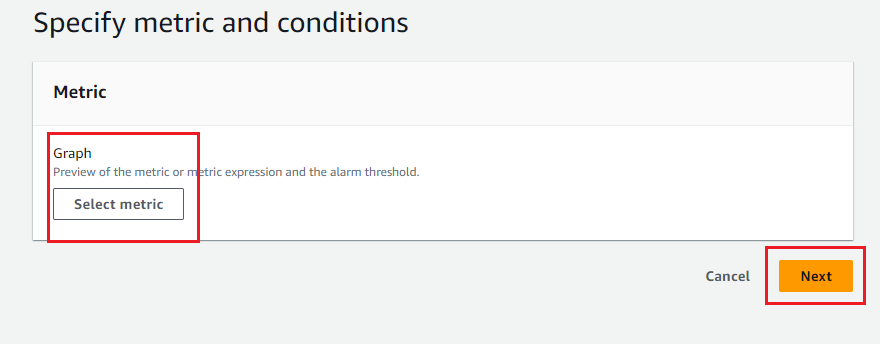 Specify metric and conditions
Metric
Graph
Preview of the metric or metric expression and the alarm threshold.
Select metric
Cancel
Next